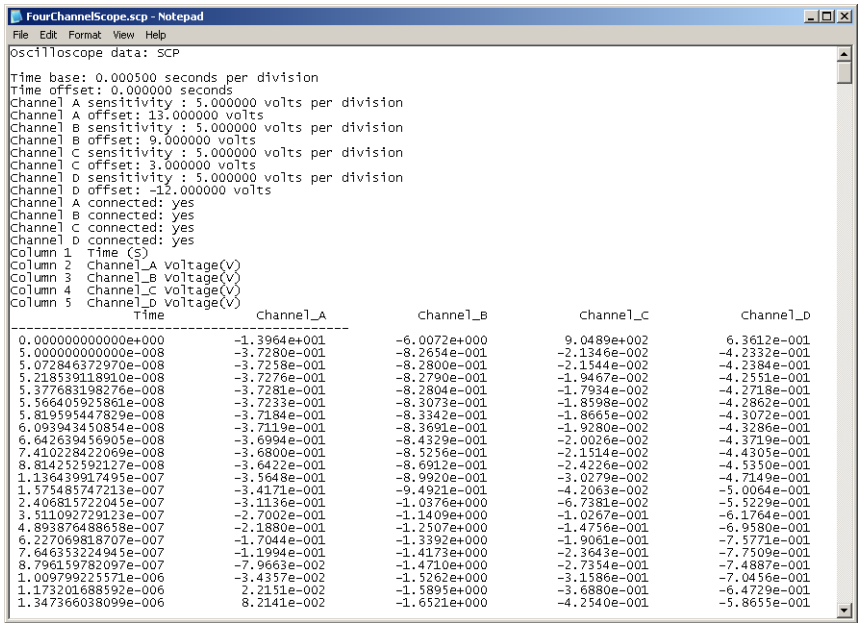 FourChannelScope.scp - Notepad
File Edit Format View Help
Oscilloscope data: SCP
Time base: 0.000500 seconds per division
Time offset: 0.000000 seconds
Channel A sensitivity : 5.000000 volts per division
Channel A offset: 13.000000 volts
Channel B sensitivity : 5.000000 volts per division
Channel B offset: 9.000000 volts
Channel C sensitivity : 5.000000 volts per division
Channel C offset: 3.000000 volts
Channel D sensitivity : 5.000000 volts per division
Channel D offset: -12.000000 volts
Channel A connected: yes
Channel B connected: yes
Channel C connected: yes
Channel D connected: yes
Column 1 Time (S)
Column 2 Channel_A Voltage(V)
Column 3 Channel_B Voltage(V)
Column 4 Channel_C Voltage(V)
Column 5 Channel_D Voltage(V)
Time Channel_A Channel_B Channel_C Channel_D
--------------------------------------------
0.000000000000e+000 -1.3964e+001 -6.0072e+000 9.0489e+002 6.3612e-001
5.000000000000e-008 -3.7280e-001 -8.2654e-001 -2.1346e-002 -4.2332e-001
5.072846372970e-008 -3.7258e-001 -8.2800e-001 -2.1544e-002 -4.2384e-001
5.218539118910e-008 -3.7276e-001 -8.2790e-001 -1.9467e-002 -4.2551e-001
5.377683198276e-008 -3.7281e-001 -8.2804e-001 -1.7934e-002 -4.2718e-001
5.566405925861e-008 -3.7233e-001 -8.3073e-001 -1.8598e-002 -4.2862e-001
5.819595447829e-008 -3.7184e-001 -8.3342e-001 -1.8665e-002 -4.3072e-001
6.093943450854e-008 -3.7119e-001 -8.3691e-001 -1.9280e-002 -4.3286e-001
6.642639456905e-008 -3.6994e-001 -8.4329e-001 -2.0026e-002 -4.3719e-001
7.410228422069e-008 -3.6800e-001 -8.5256e-001 -2.1514e-002 -4.4305e-001
8.814252592127e-008 -3.6422e-001 -8.6912e-001 -2.4226e-002 -4.5350e-001
1.136439917495e-007 -3.5648e-001 -8.9920e-001 -3.0279e-002 -4.7149e-001
1.575485747213e-007 -3.4171e-001 -9.4921e-001 -4.2063e-002 -5.0064e-001
2.406815722045e-007 -3.1136e-001 -1.0376e+000 -6.7381e-002 -5.5229e-001
3.511092729123e-007 -2.7002e-001 -1.1409e+000 -1.0267e-001 -6.1764e-001
4.893876488658e-007 -2.1880e-001 -1.2507e+000 -1.4756e-001 -6.9580e-001
6.227069818707e-007 -1.7044e-001 -1.3392e+000 -1.9061e-001 -7.5771e-001
7.646353224945e-007 -1.1994e-001 -1.4173e+000 -2.3643e-001 -7.7509e-001
8.796159782097e-007 -7.9663e-002 -1.4710e+000 -2.7354e-001 -7.4887e-001
1.009799225571e-006 -3.4357e-002 -1.5262e+000 -3.1586e-001 -7.0456e-001
1.173201688592e-006 2.2151e-002 -1.5895e+000 -3.6880e-001 -6.4729e-001
1.347366038099e-006 8.2141e-002 -1.6521e+000 -4.2540e-001 -5.8655e-001